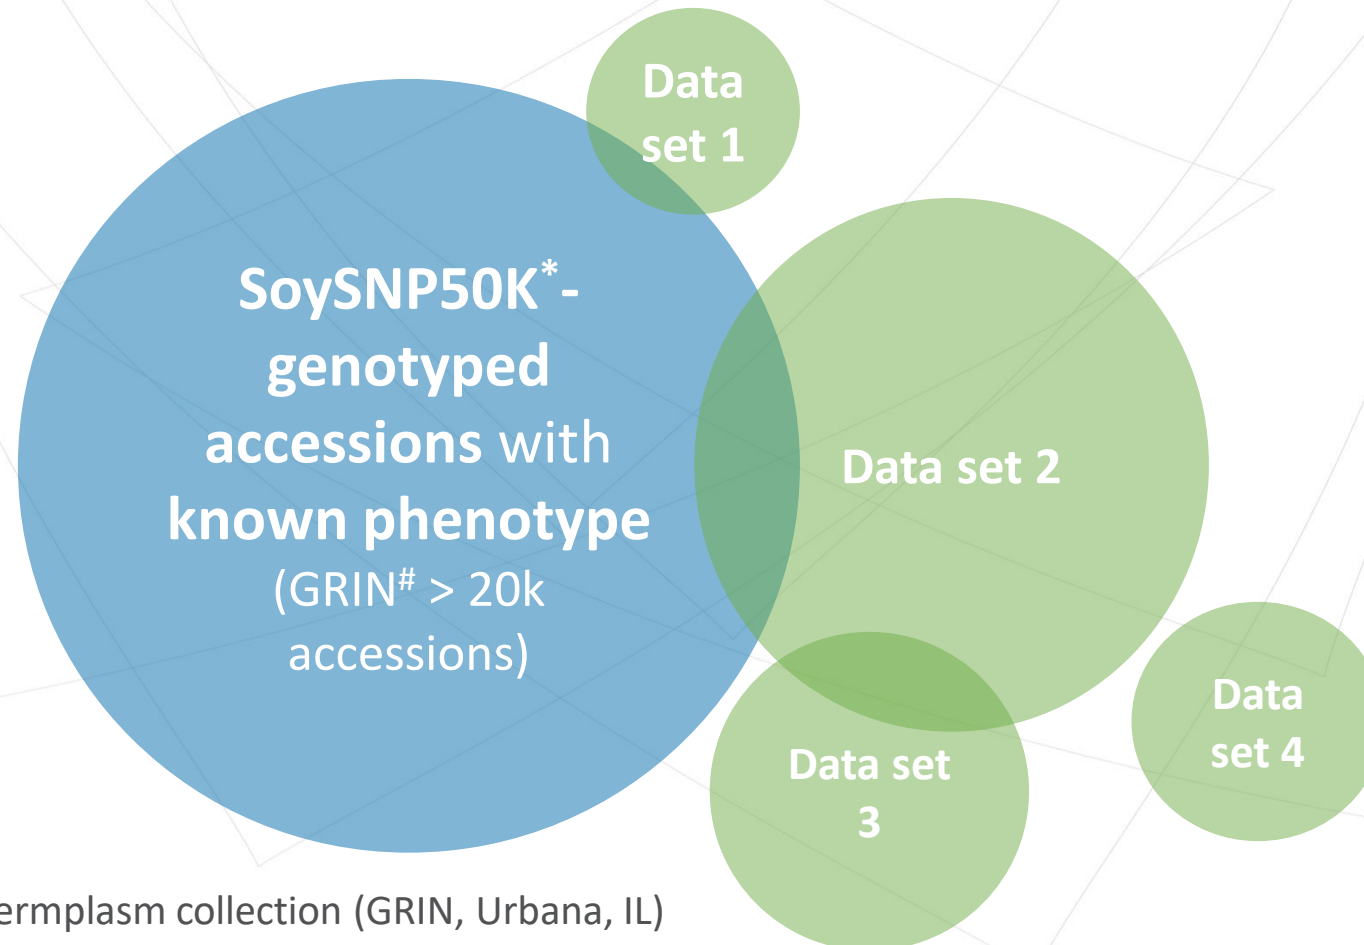 Data
set 1
SoySNP50K*-
genotyped
accessions with
known phenotype
(GRIN# > 20k
accessions)
Data set 2
Data
set 4
Data set
3
ermplasm collection (GRIN, Urbana, IL)